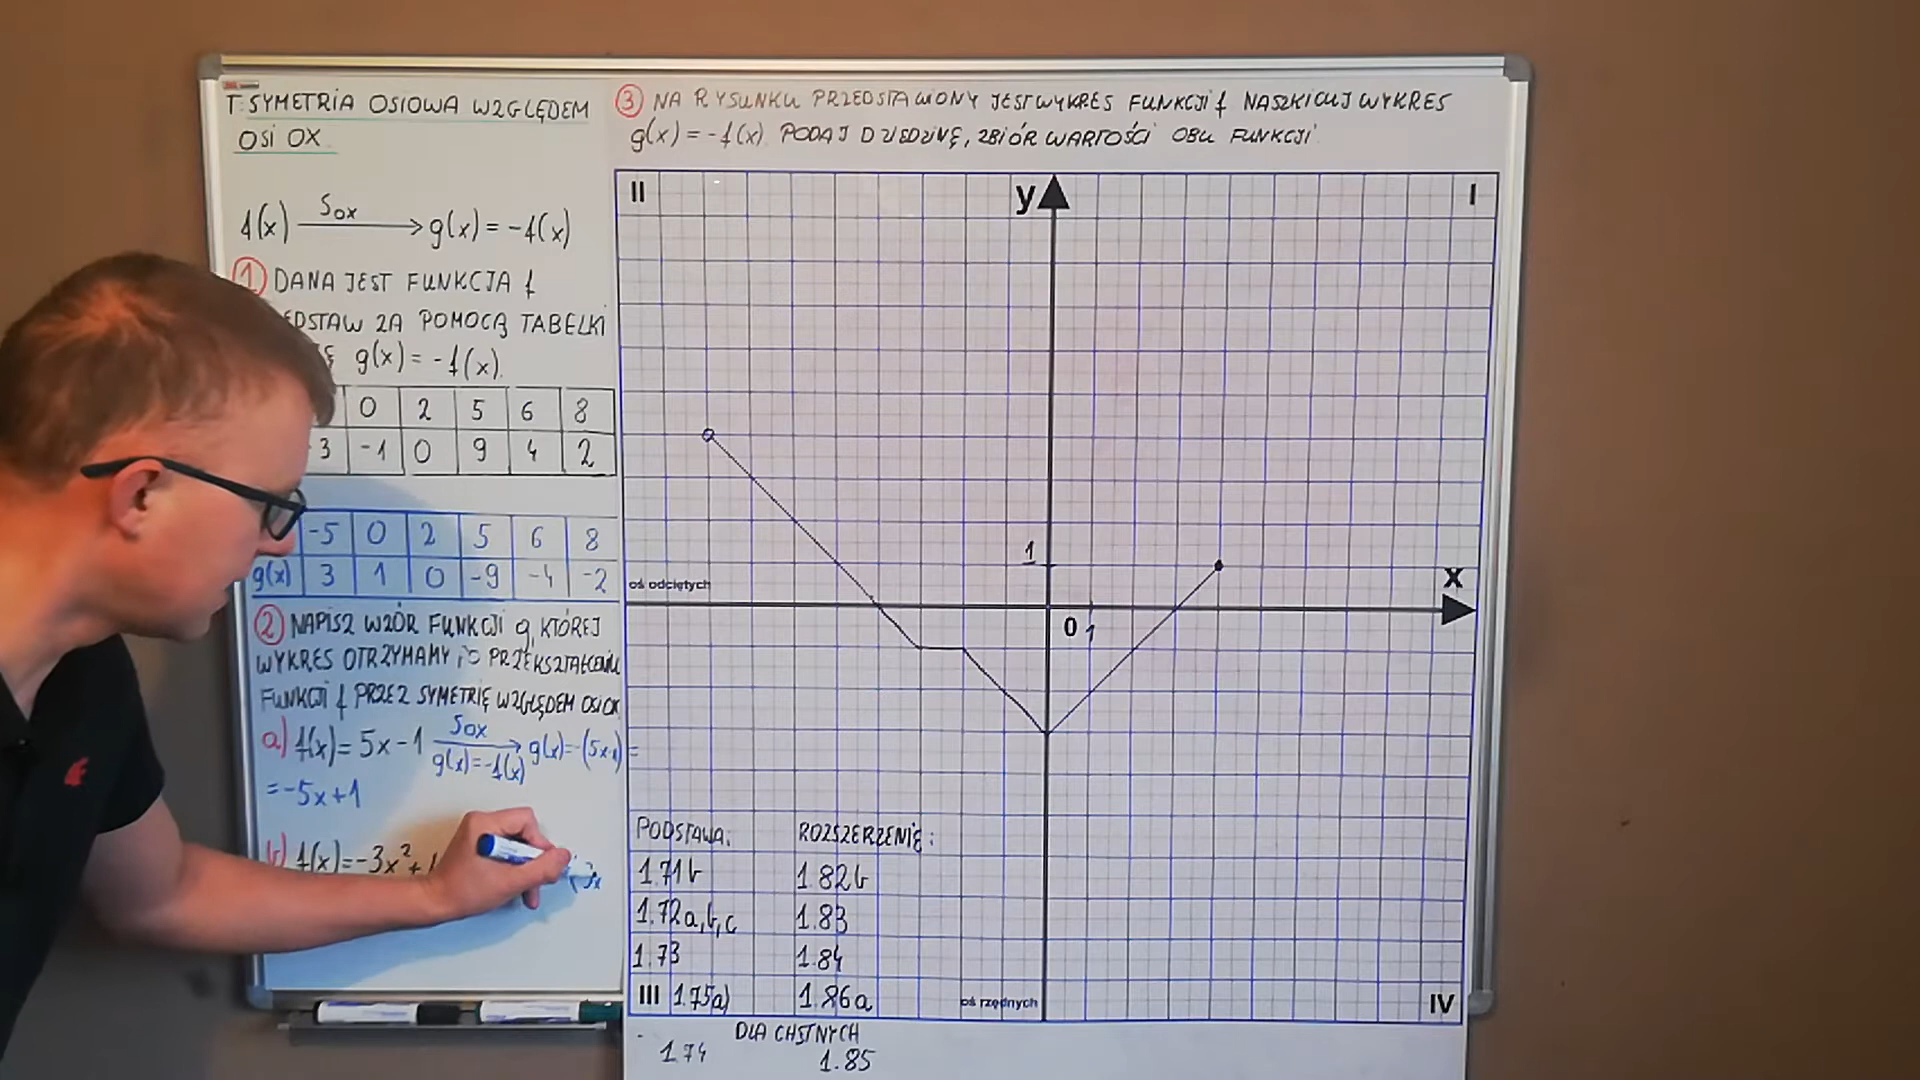 T: SYMETRIA OSIOWA WZGLĘDEM
OSI OX
f(x) SOX → g(x) = -f(x)
① DANA JEST FUNKCJA f
ZA POMOCĄ TABELKI
g(x) = -f(x).
0 2 5 6 8
3 -1 0 9 4 2
-5 0 2 5 6 8
g(x) 3 1 0 -9 -4 -2
② NAPISZ WZÓR FUNKCJI g, KTÓREJ
WYKRES OTRZYMAMY PO PRZEKSZTAŁCENIU
FUNKCJI f PRZEZ SYMETRIĘ WZGLĘDEM OSI OX
a) f(x) = 5x - 1 SOX → g(x) = -(5x-1) =
g(x) = -f(x)
= -5x+1
b) f(x) = -3x² +
③ NA RYSUNKU PRZEDSTAWIONY JEST WYKRES FUNKCJI f NASZKICUJ WYKRES
g(x) = -f(x). PODAJ DZIEDZINĘ, ZBIÓR WARTOŚCI OBU FUNKCJI
II y I
1
oś odciętych x
0 1
PODSTAWA: ROZSZERZENIE:
1.71b 1.82b
1.72a,b,c 1.83
1.73 1.84
III 1.75a) 1.86a oś rzędnych IV
DLA CHĘTNYCH
1.74 1.85